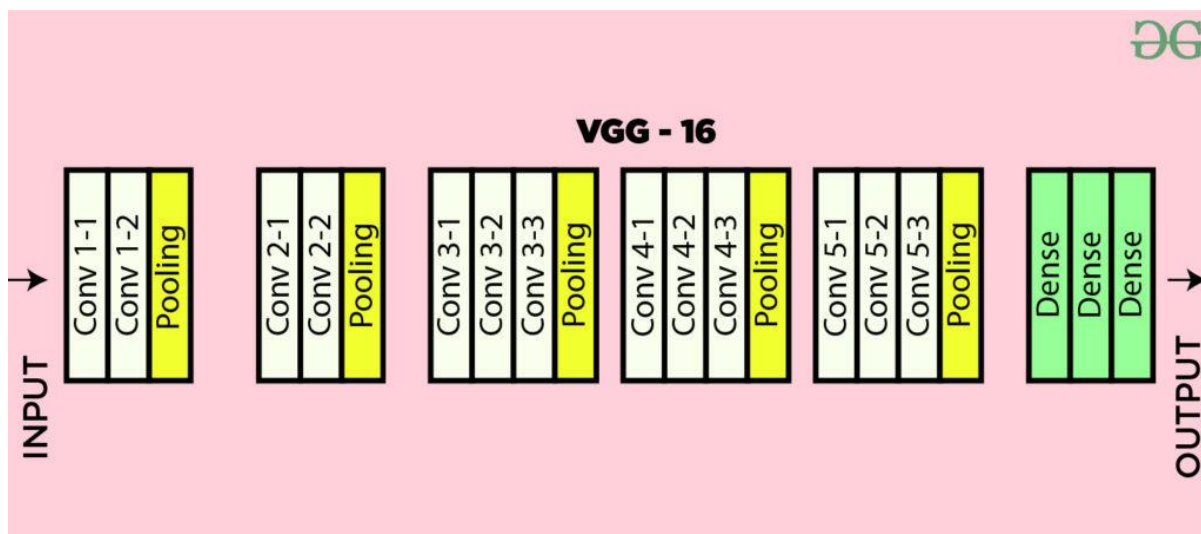 VGG - 16
INPUT
Conv 1-1
Conv 1-2
Pooling
Conv 2-1
Conv 2-2
Pooling
Conv 3-1
Conv 3-2
Conv 3-3
Pooling
Conv 4-1
Conv 4-2
Conv 4-3
Pooling
Conv 5-1
Conv 5-2
Conv 5-3
Pooling
Dense
Dense
Dense
OUTPUT